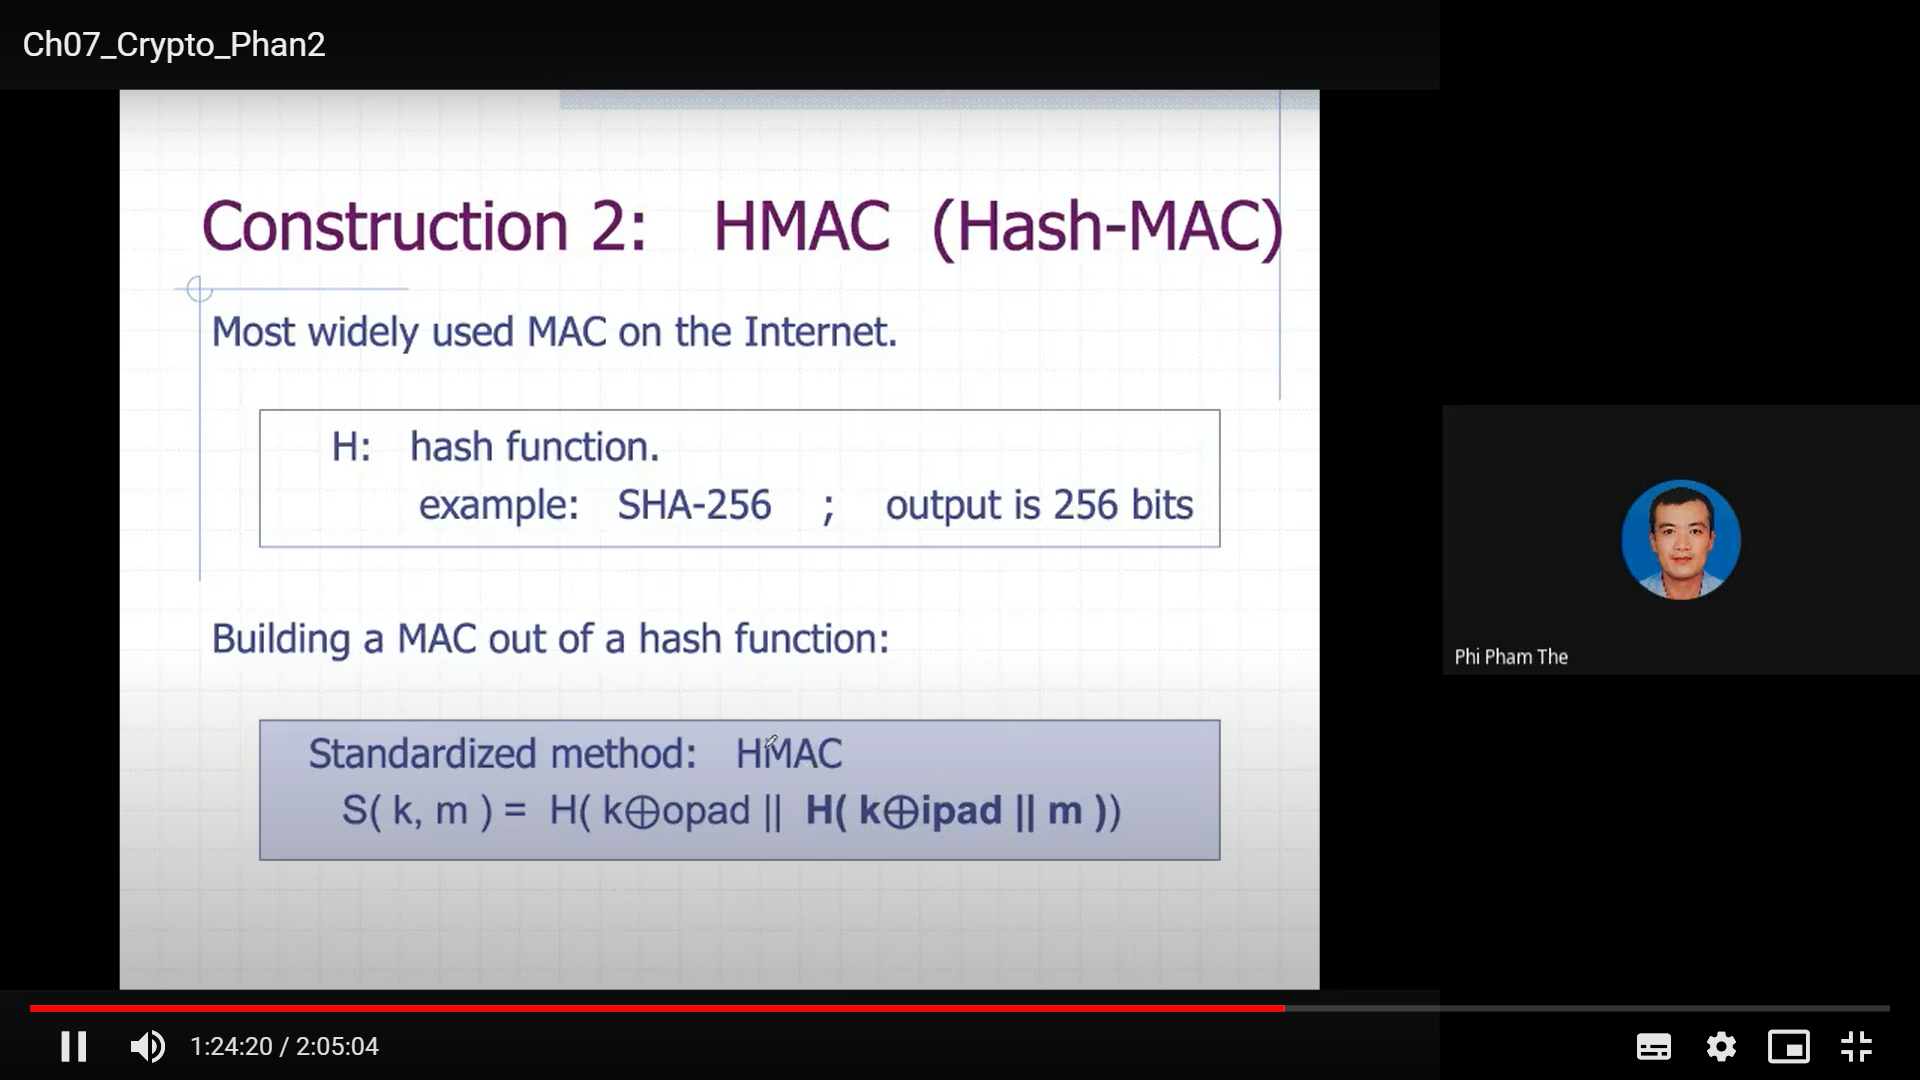 Ch07_Crypto_Phan2
Construction 2: HMAC (Hash-MAC)
Most widely used MAC on the Internet.
H: hash function.
example: SHA-256 ; output is 256 bits
Building a MAC out of a hash function:
Standardized method: HMAC
S( k, m ) = H( k⊕opad || H( k⊕ipad || m ))
Phi Pham The
1:24:20 / 2:05:04